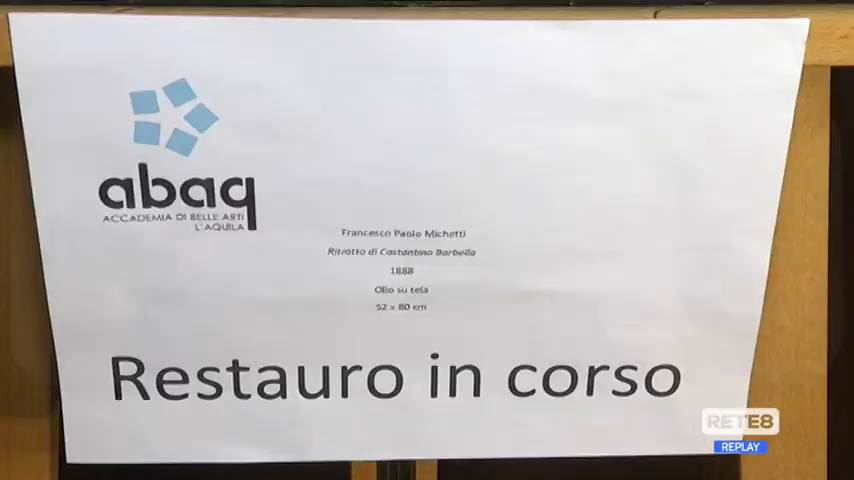 abaq
ACCADEMIA DI BELLE ARTI
L'AQUILA
Francesco Paolo Michetti
Ritratto di Costantino Barbella
1888
Olio su tela
52 x 80 cm
Restauro in corso
RETE8
REPLAY